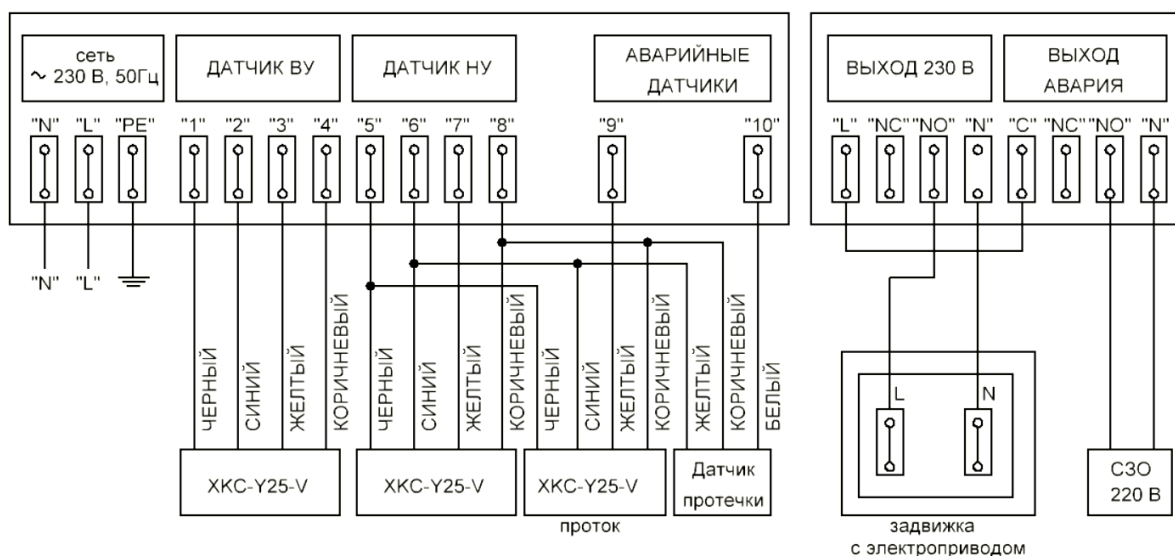 сеть
~ 230 В, 50Гц
ДАТЧИК ВУ
ДАТЧИК НУ
АВАРИЙНЫЕ
ДАТЧИКИ
ВЫХОД 230 В
ВЫХОД
АВАРИЯ
"N" "L" "PE" "1" "2" "3" "4" "5" "6" "7" "8" "9" "10" "L" "NC" "NO" "N" "C" "NC" "NO" "N"
"N" "L"
ЧЕРНЫЙ
СИНИЙ
ЖЕЛТЫЙ
КОРИЧНЕВЫЙ
ЧЕРНЫЙ
СИНИЙ
ЖЕЛТЫЙ
КОРИЧНЕВЫЙ
ЧЕРНЫЙ
СИНИЙ
ЖЕЛТЫЙ
КОРИЧНЕВЫЙ
ЖЕЛТЫЙ
КОРИЧНЕВЫЙ
БЕЛЫЙ
L N
XKC-Y25-V
XKC-Y25-V
XKC-Y25-V
Датчик
протечки
СЗО
220 В
проток
задвижка
с электроприводом